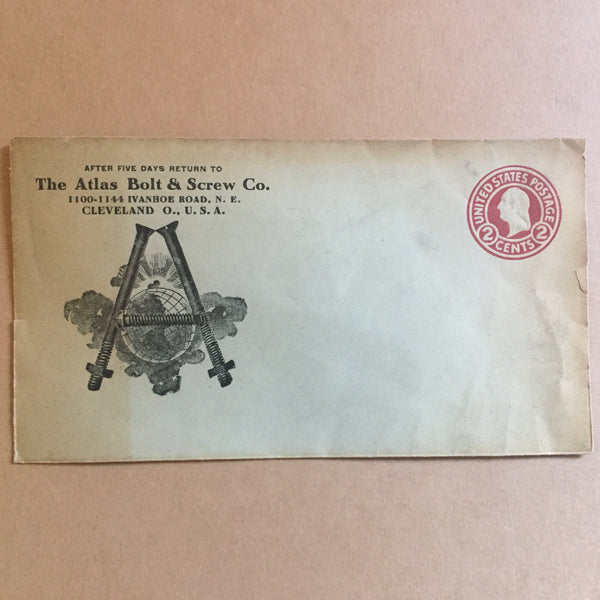 AFTER FIVE DAYS RETURN TO
The Atlas Bolt & Screw Co.
1100-1144 IVANHOE ROAD, N. E.
CLEVELAND O., U. S. A.
UNITED STATES POSTAGE
2 CENTS 2